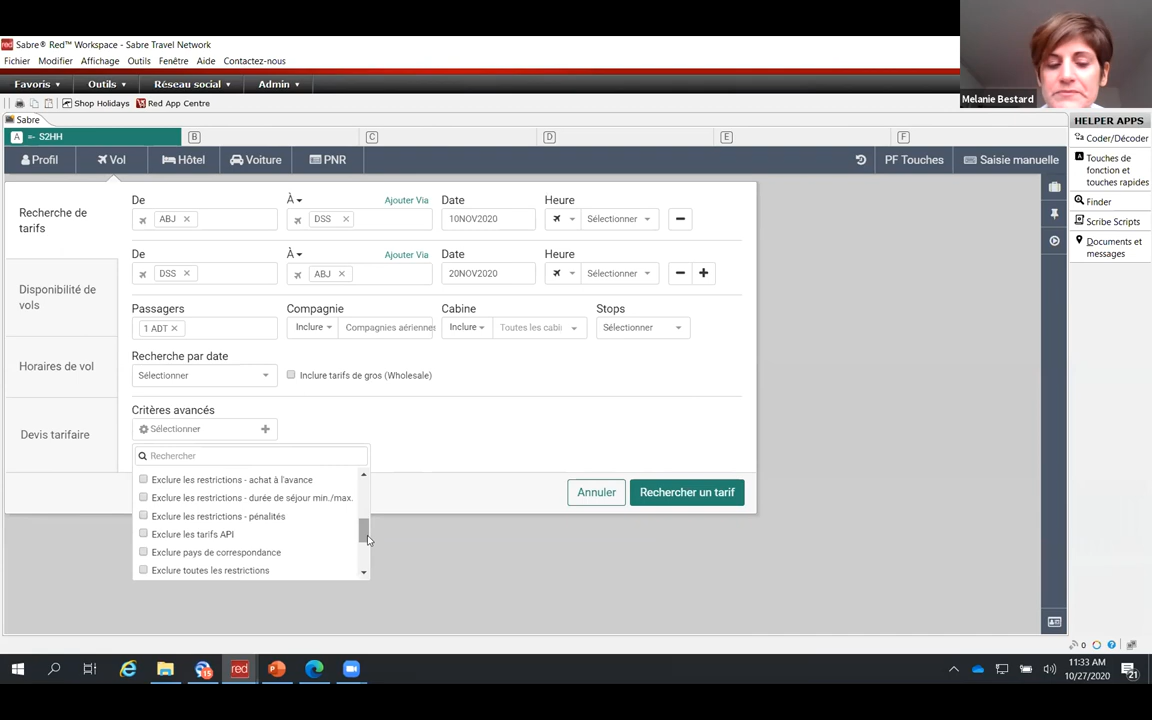 red Sabre® Red™ Workspace - Sabre Travel Network
Fichier Modifier Affichage Outils Fenêtre Aide Contactez-nous
Favoris Outils Réseau social Admin
Melanie Bestard
Shop Holidays Red App Centre
Sabre
HELPER APPS
A =- S2HH B C D E F
Coder/Décoder
Profil Vol Hôtel Voiture PNR PF Touches Saisie manuelle
A Touches de
fonction et
touches rapides
Finder
Scribe Scripts
Documents et
messages
Recherche de
tarifs
Disponibilité de
vols
Horaires de vol
Devis tarifaire
De À Ajouter Via Date Heure
ABJ × DSS × 10NOV2020 Sélectionner
De À Ajouter Via Date Heure
DSS × ABJ × 20NOV2020 Sélectionner
Passagers Compagnie Cabine Stops
1 ADT × Inclure Compagnies aériennes Inclure Toutes les cabi Sélectionner
Recherche par date
Sélectionner Inclure tarifs de gros (Wholesale)
Critères avancés
Sélectionner
Rechercher
Exclure les restrictions - achat à l'avance
Exclure les restrictions - durée de séjour min./max.
Exclure les restrictions - pénalités
Exclure les tarifs API
Exclure pays de correspondance
Exclure toutes les restrictions
Annuler Rechercher un tarif
0
red 15
11:33 AM
10/27/2020
21